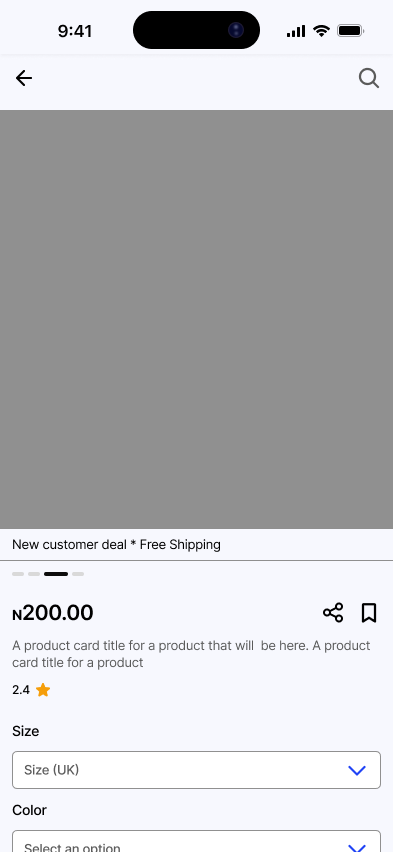 9:41
New customer deal * Free Shipping
N200.00
A product card title for a product that will  be here. A product
card title for a product
2.4
Size
Size (UK)
Color
Select an option